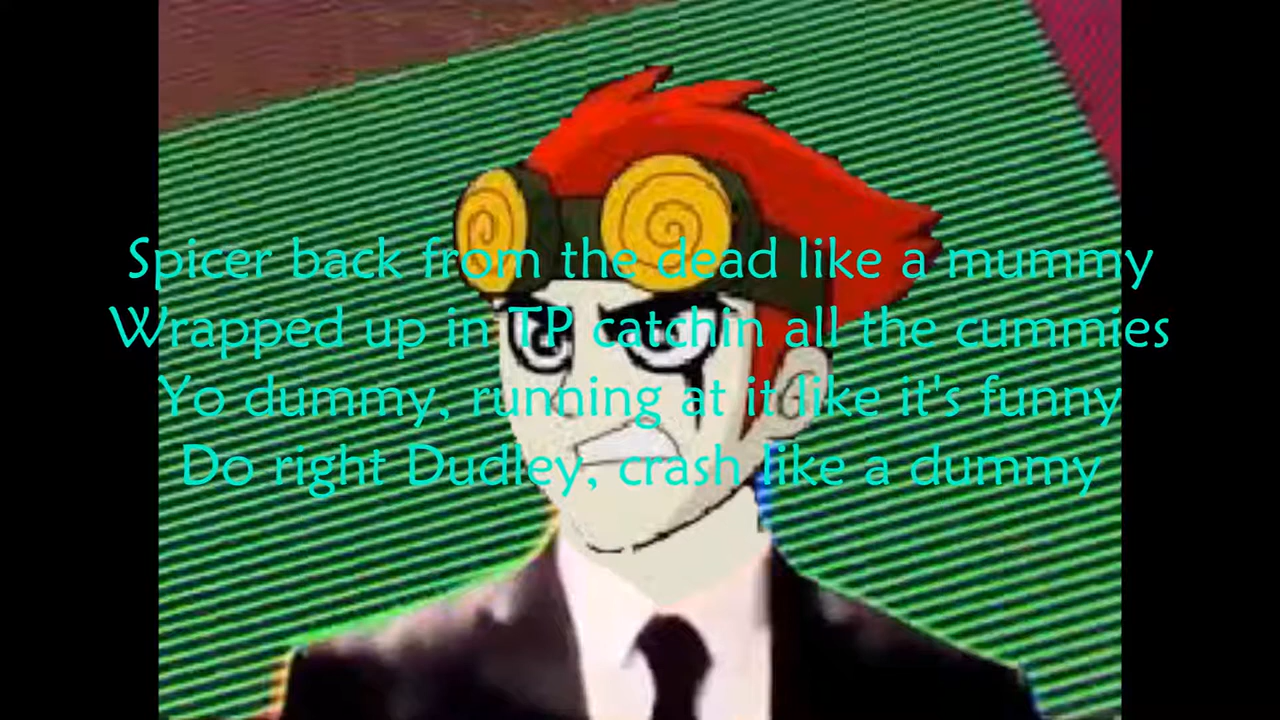 Spicer back from the dead like a mummy
Wrapped up in TP catchin all the cummies
Yo dummy, running at it like it's funny
Do right Dudley, crash like a dummy